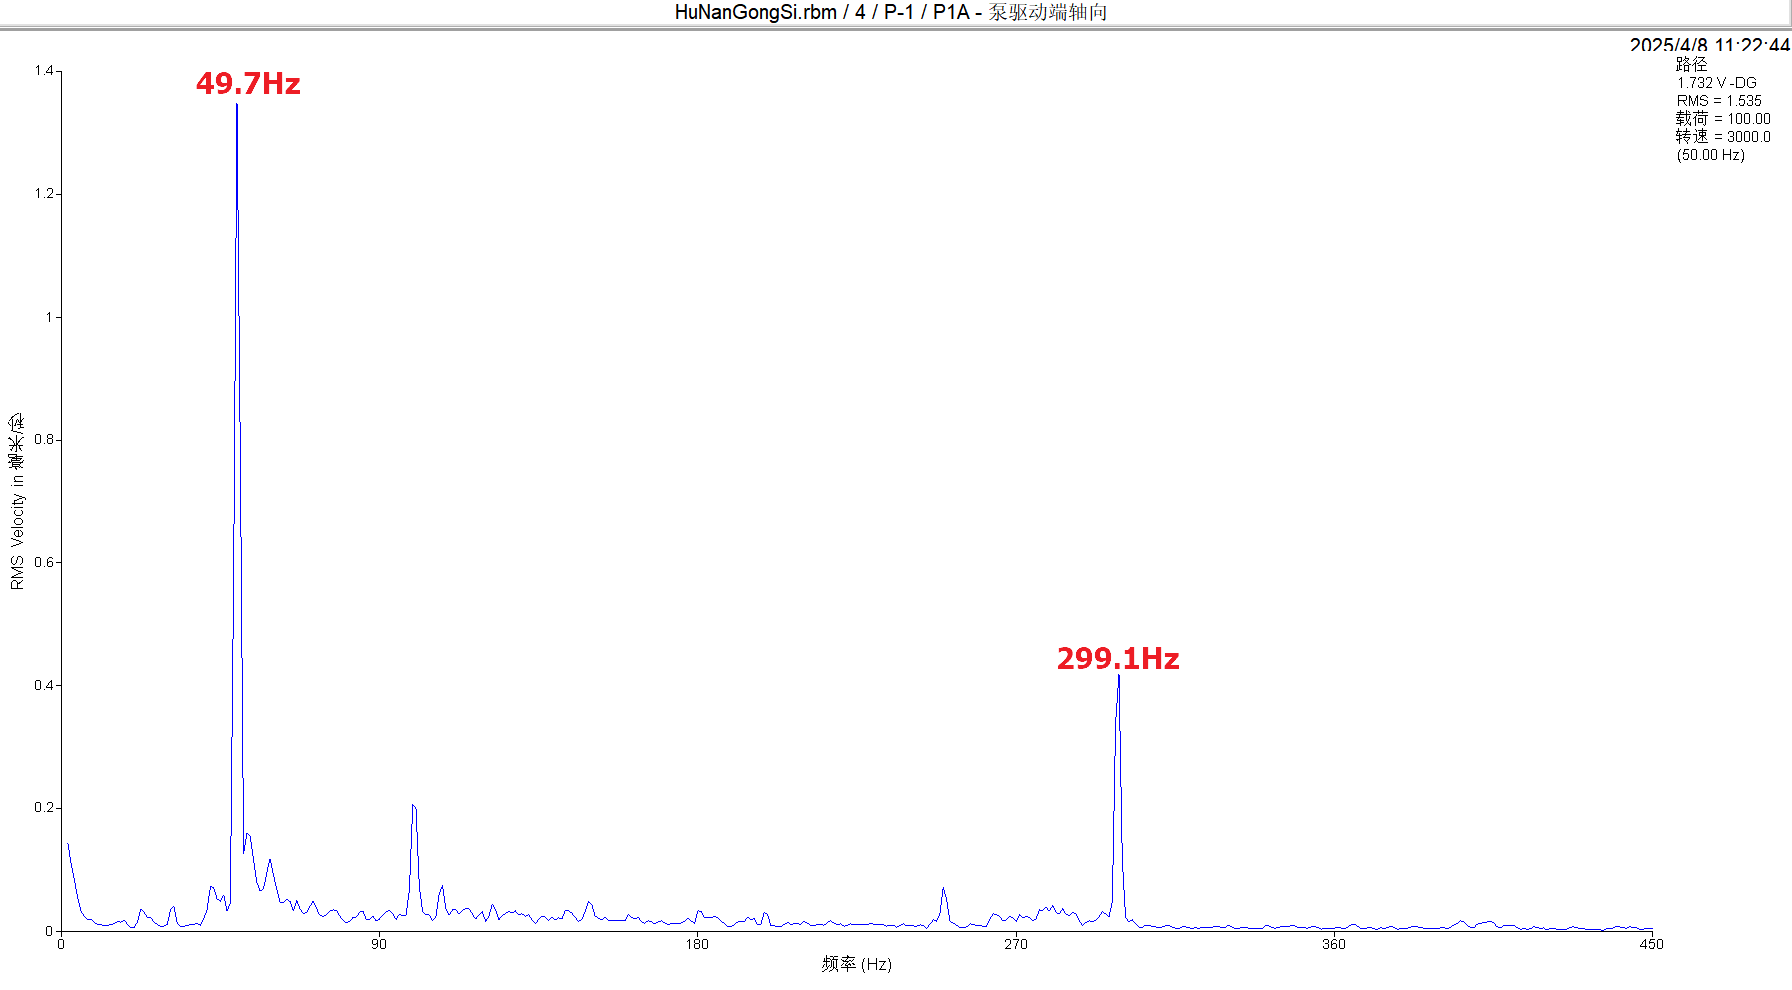 HuNanGongSi.rbm / 4 / P-1 / P1A - 泵驱动端轴向
2025/4/8 11:22:44
路径
1.732 V -DG
RMS = 1.535
载荷 = 100.00
转速 = 3000.0
(50.00 Hz)
49.7Hz
299.1Hz
RMS Velocity in 毫米/秒
1.4
1.2
1
0.8
0.6
0.4
0.2
0
0 90 180 270 360 450
频率 (Hz)